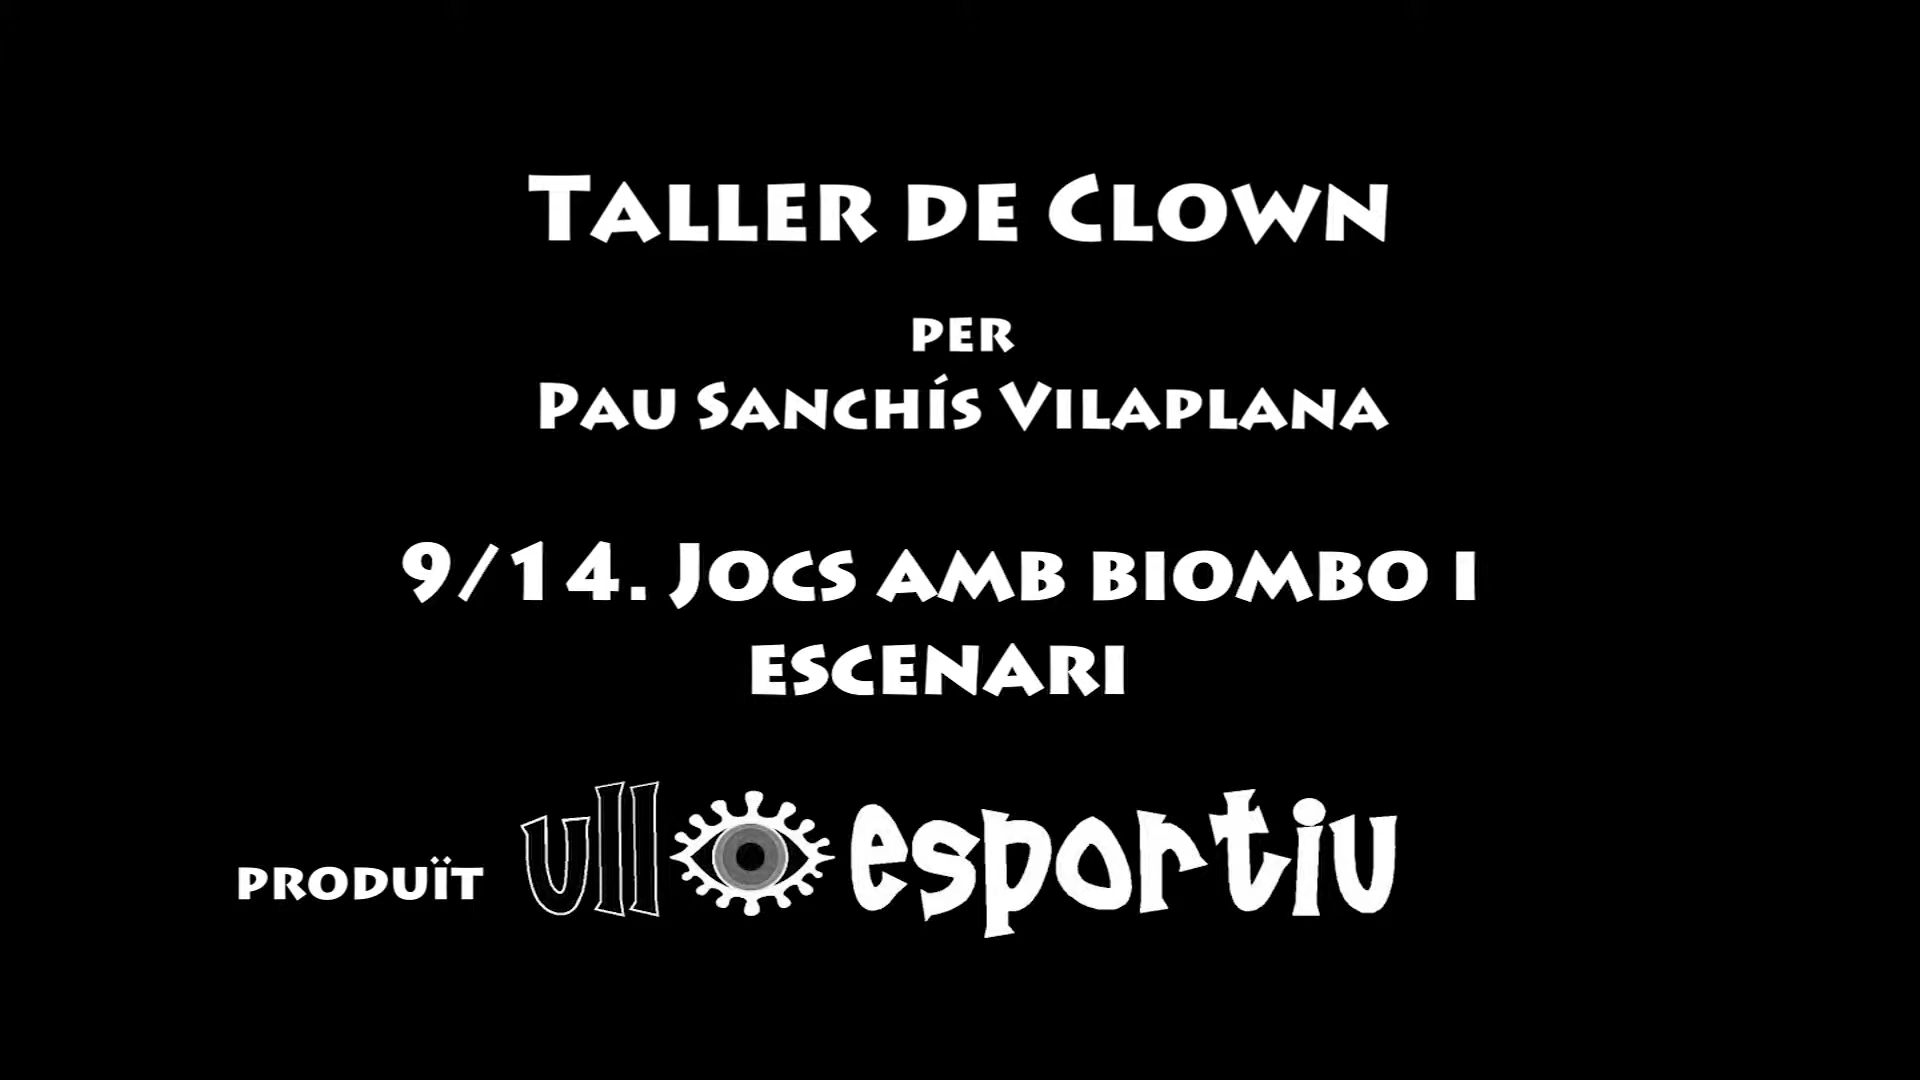 Taller de Clown
per
Pau Sanchís Vilaplana
9/14. Jocs amb biombo i
escenari
produït ull esportiu